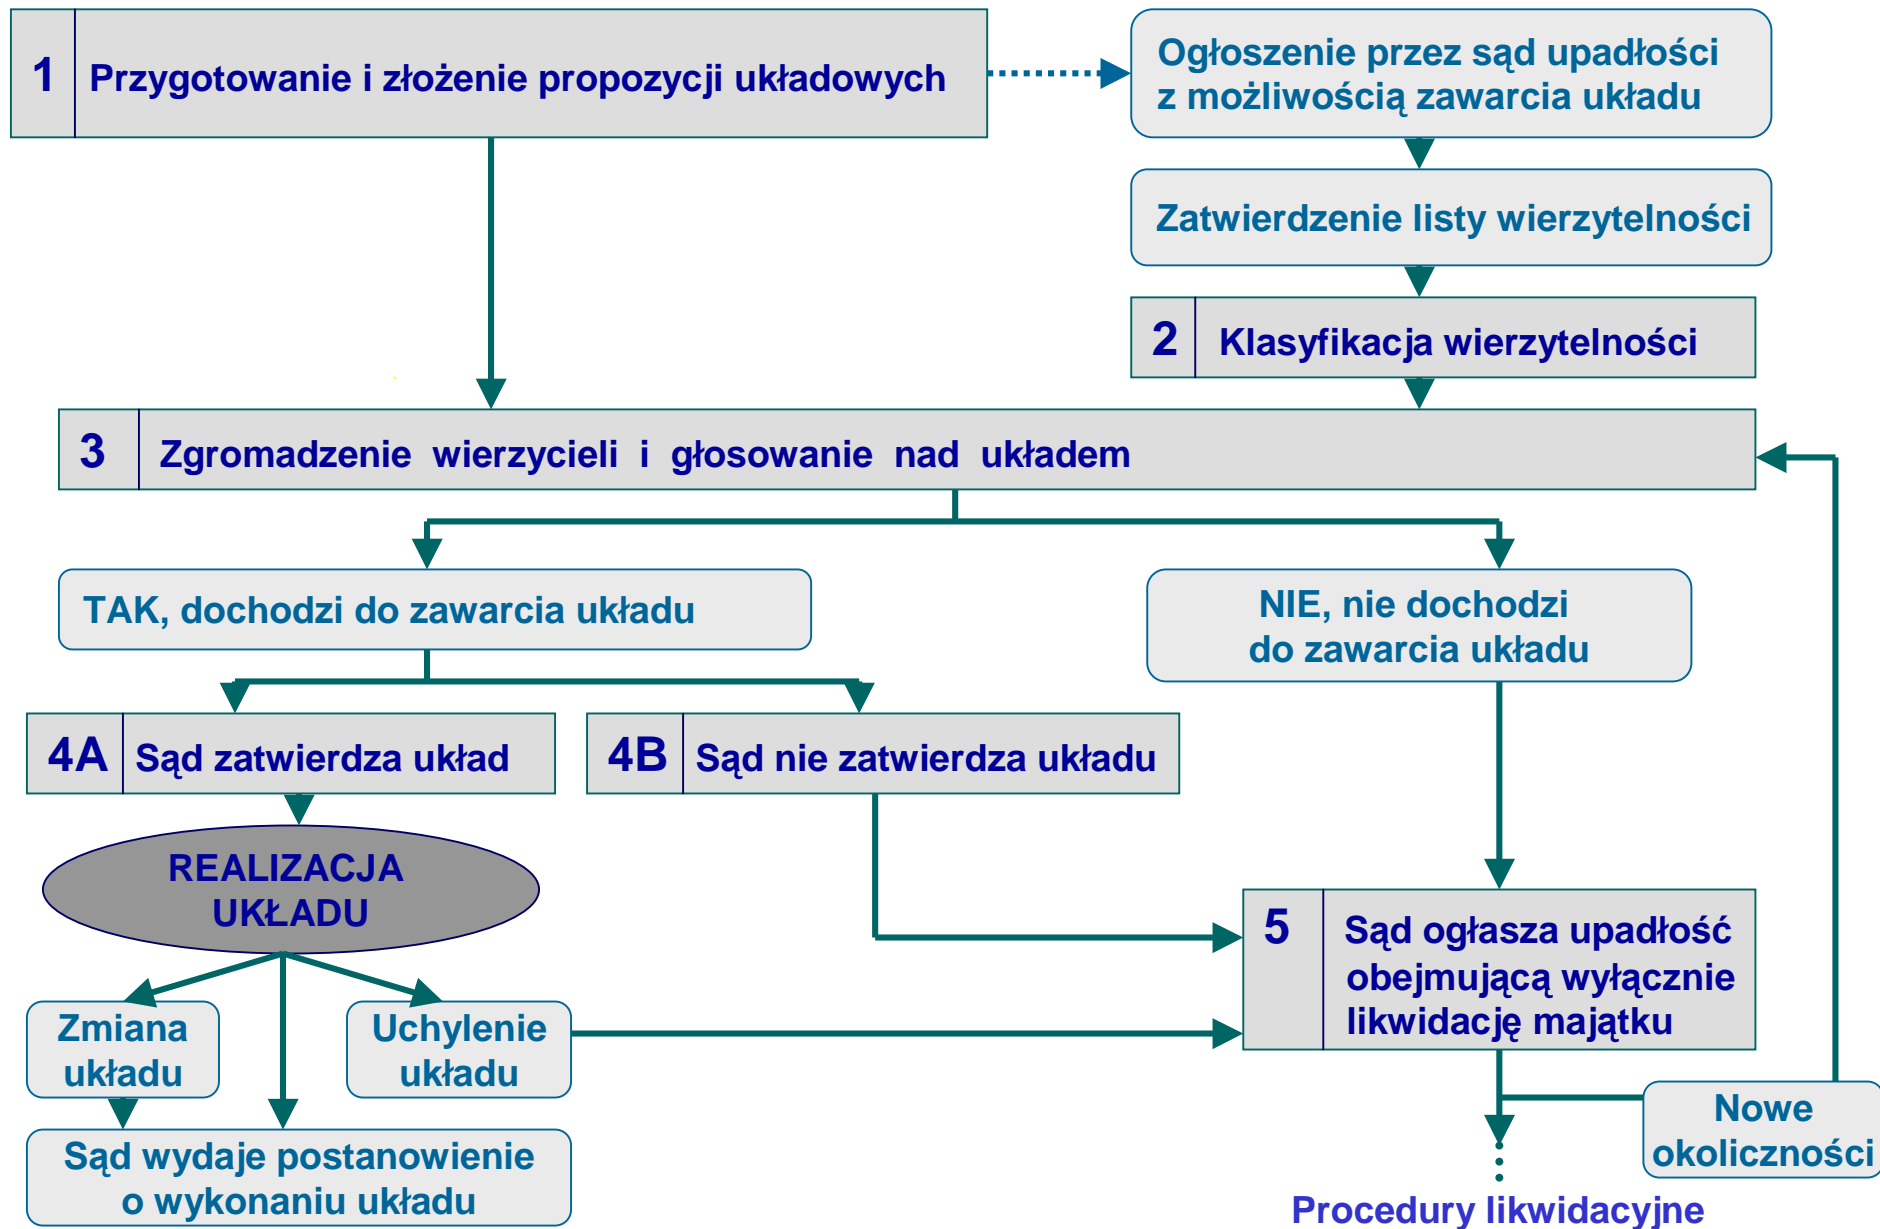 1 Przygotowanie i złożenie propozycji układowych
Ogłoszenie przez sąd upadłości
z możliwością zawarcia układu
Zatwierdzenie listy wierzytelności
2 Klasyfikacja wierzytelności
3 Zgromadzenie wierzycieli i głosowanie nad układem
TAK, dochodzi do zawarcia układu
NIE, nie dochodzi
do zawarcia układu
4A Sąd zatwierdza układ
4B Sąd nie zatwierdza układu
REALIZACJA
UKŁADU
5 Sąd ogłasza upadłość
obejmującą wyłącznie
likwidację majątku
Zmiana
układu
Uchylenie
układu
Sąd wydaje postanowienie
o wykonaniu układu
Nowe
okoliczności
Procedury likwidacyjne